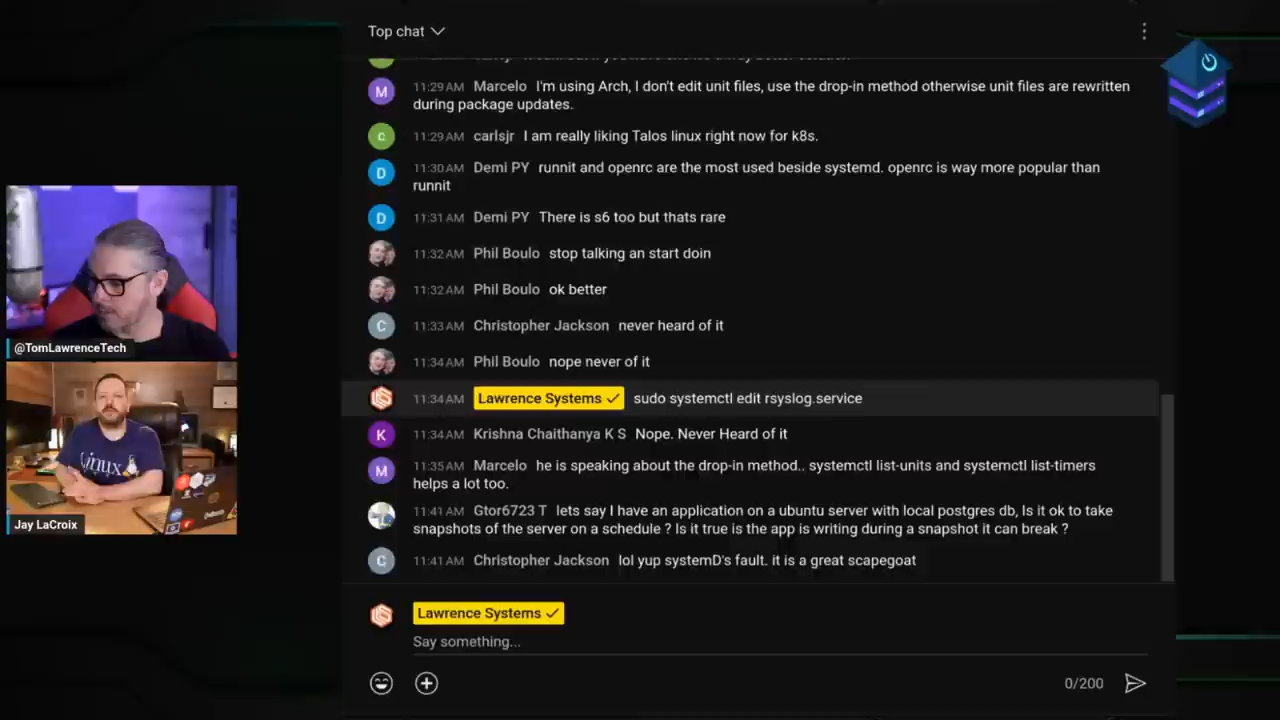 Top chat
11:29 AM Marcelo I'm using Arch, I don't edit unit files, use the drop-in method otherwise unit files are rewritten
during package updates.
11:29 AM carlsjr I am really liking Talos linux right now for k8s.
11:30 AM Demi PY runnit and openrc are the most used beside systemd. openrc is way more popular than
runnit
11:31 AM Demi PY There is s6 too but thats rare
11:32 AM Phil Boulo stop talking an start doin
11:32 AM Phil Boulo ok better
11:33 AM Christopher Jackson never heard of it
11:34 AM Phil Boulo nope never of it
11:34 AM Lawrence Systems sudo systemctl edit rsyslog.service
11:34 AM Krishna Chaithanya K S Nope. Never Heard of it
11:35 AM Marcelo he is speaking about the drop-in method.. systemctl list-units and systemctl list-timers
helps a lot too.
11:41 AM Gtor6723 T lets say I have an application on a ubuntu server with local postgres db, Is it ok to take
snapshots of the server on a schedule ? Is it true is the app is writing during a snapshot it can break ?
11:41 AM Christopher Jackson lol yup systemD's fault. it is a great scapegoat
Lawrence Systems
Say something...
0/200
@TomLawrenceTech
Linux
Jay LaCroix